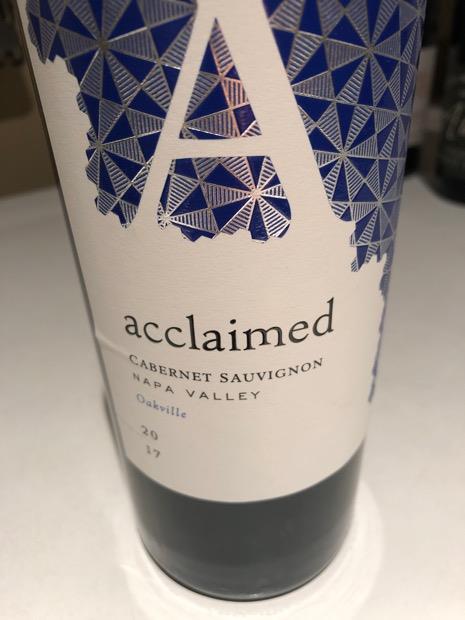 A
acclaimed
CABERNET SAUVIGNON
NAPA VALLEY
Oakville
20
17